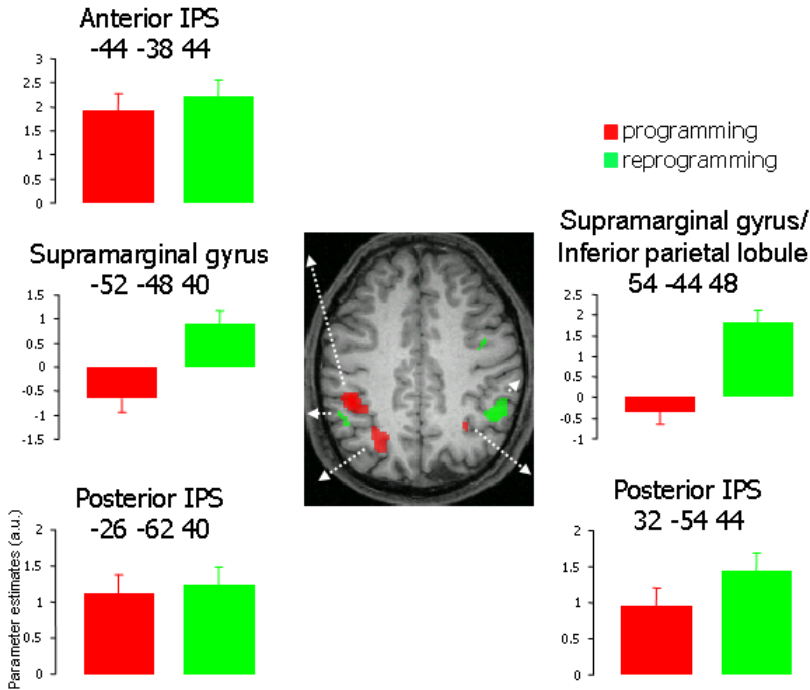 Anterior IPS
-44 -38 44
3
2.5
2
1.5
1
0.5
0
programming
reprogramming
Supramarginal gyrus
-52 -48 40
1.5
1
0.5
0
-0.5
-1
-1.5
Supramarginal gyrus/
Inferior parietal lobule
54 -44 48
2.5
2
1.5
1
0.5
0
-0.5
-1
Posterior IPS
-26 -62 40
Parameter estimates (a.u.)
2
1.5
1
0.5
0
Posterior IPS
32 -54 44
2
1.5
1
0.5
0